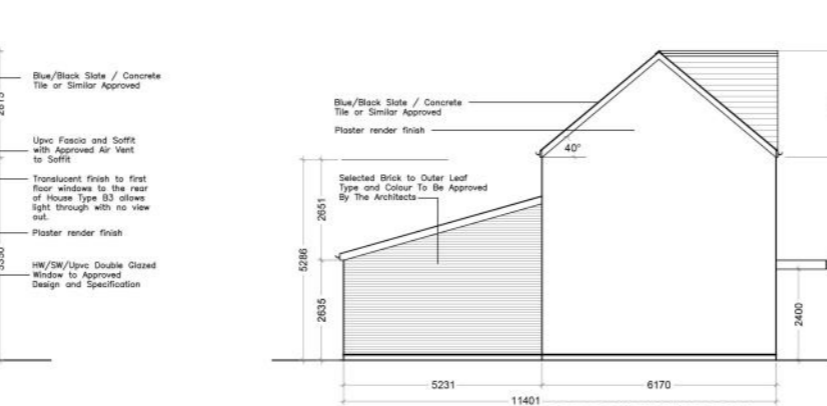 Blue/Black Slate / Concrete
Tile or Similar Approved
Upvc Fascia and Soffit
with Approved Air Vent
to Soffit
Translucent finish to first
floor windows to the rear
of House Type B3 allows
light through with no view
out.
Plaster render finish
HW/SW/Upvc Double Glazed
Window to Approved
Design and Specification
Blue/Black Slate / Concrete
Tile or Similar Approved
Plaster render finish
40°
Selected Brick to Outer Leaf
Type and Colour To Be Approved
By The Architects
2651
5286
2635
2400
5231
6170
11401